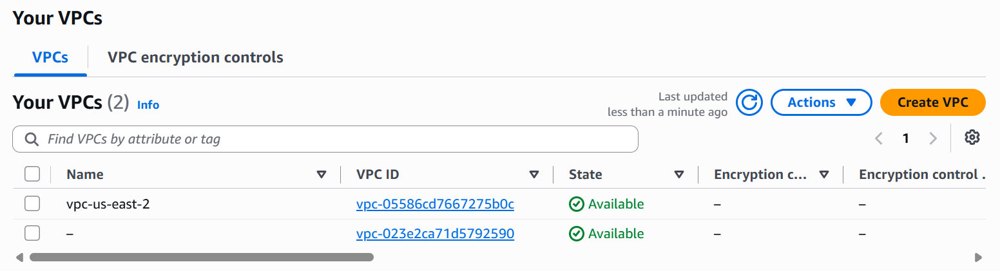 Your VPCs
VPCs VPC encryption controls
Your VPCs (2) Info
Last updated
less than a minute ago
Actions
Create VPC
Find VPCs by attribute or tag
1
Name VPC ID State Encryption c... Encryption control .
vpc-us-east-2 vpc-05586cd7667275b0c Available – –
– vpc-023e2ca71d5792590 Available – –